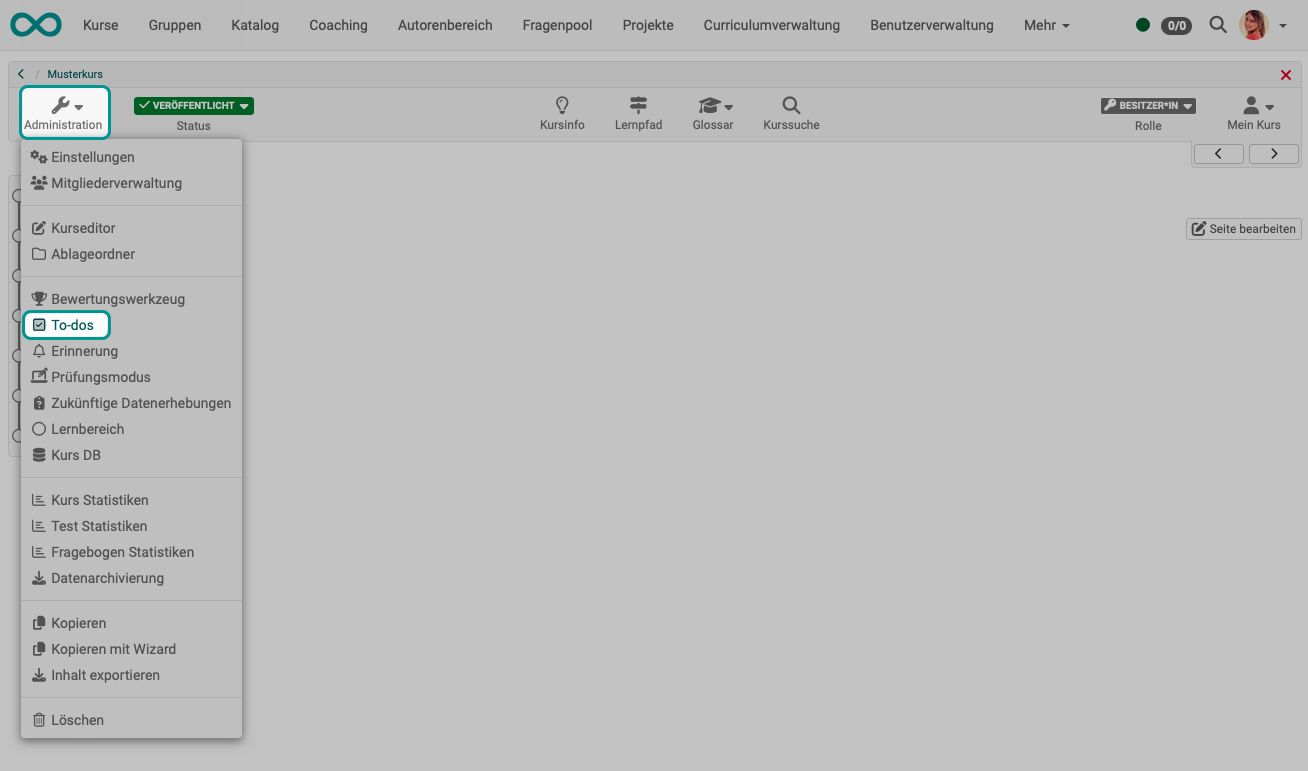 Kurse Gruppen Katalog Coaching Autorenbereich Fragenpool Projekte Curriculumverwaltung Benutzerverwaltung Mehr 0/0
/ Musterkurs
Administration
VERÖFFENTLICHT
Status
Kursinfo
Lernpfad
Glossar
Kurssuche
BESITZER*IN
Rolle
Mein Kurs
Einstellungen
Mitgliederverwaltung
Kurseditor
Seite bearbeiten
Ablageordner
Bewertungswerkzeug
To-dos
Erinnerung
Prüfungsmodus
Zukünftige Datenerhebungen
Lernbereich
Kurs DB
Kurs Statistiken
Test Statistiken
Fragebogen Statistiken
Datenarchivierung
Kopieren
Kopieren mit Wizard
Inhalt exportieren
Löschen